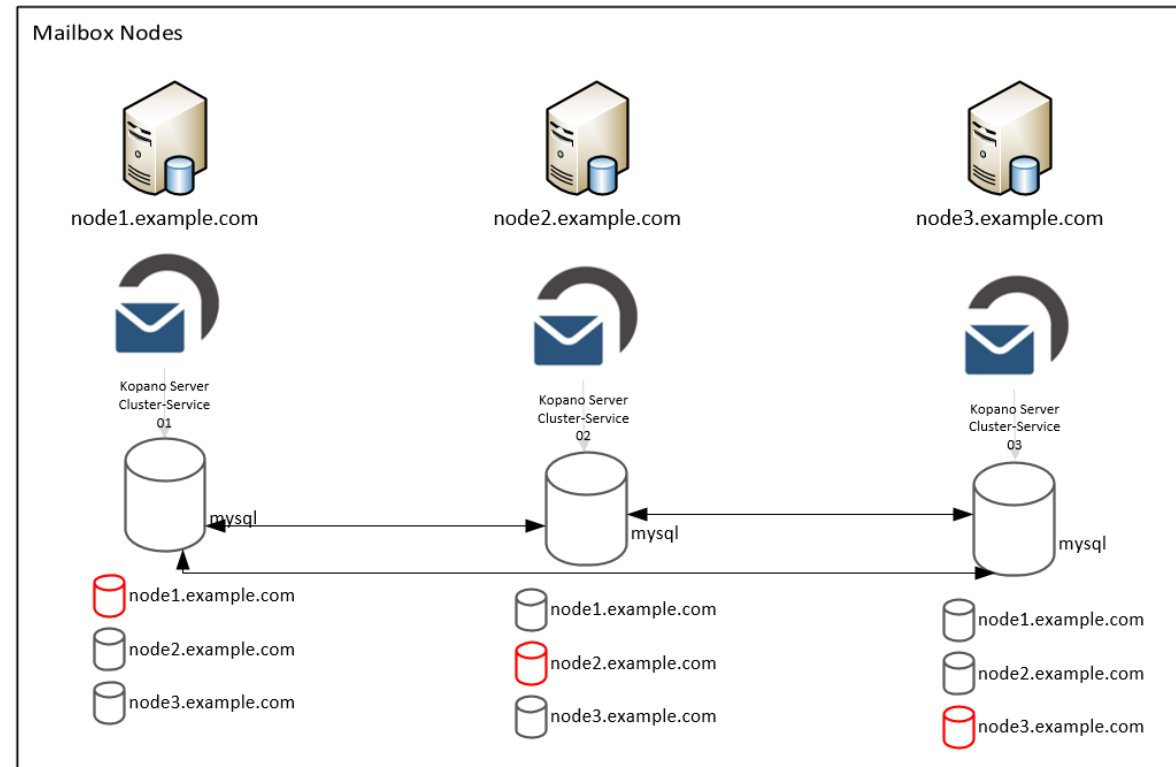 Mailbox Nodes
node1.example.com
node2.example.com
node3.example.com
Kopano Server
Cluster-Service
01
Kopano Server
Cluster-Service
02
Kopano Server
Cluster-Service
03
mysql
mysql
mysql
node1.example.com
node2.example.com
node3.example.com
node1.example.com
node2.example.com
node3.example.com
node1.example.com
node2.example.com
node3.example.com